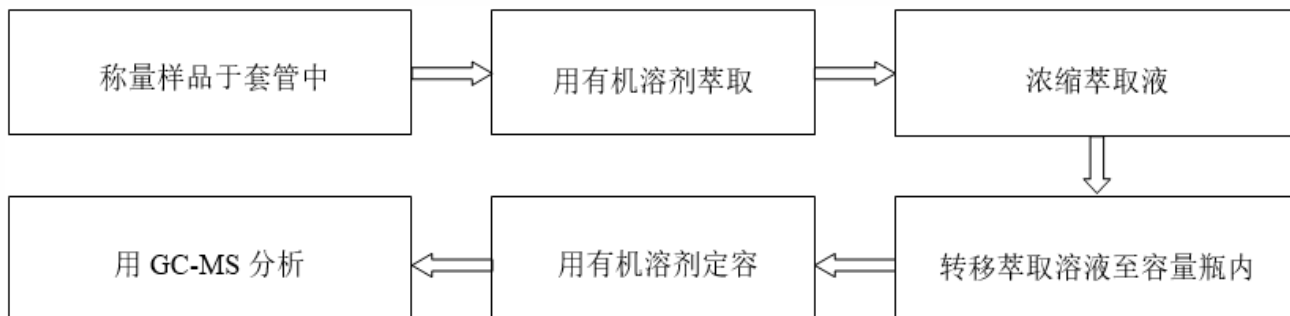 称量样品于套管中
用有机溶剂萃取
浓缩萃取液
转移萃取溶液至容量瓶内
用有机溶剂定容
用 GC-MS 分析